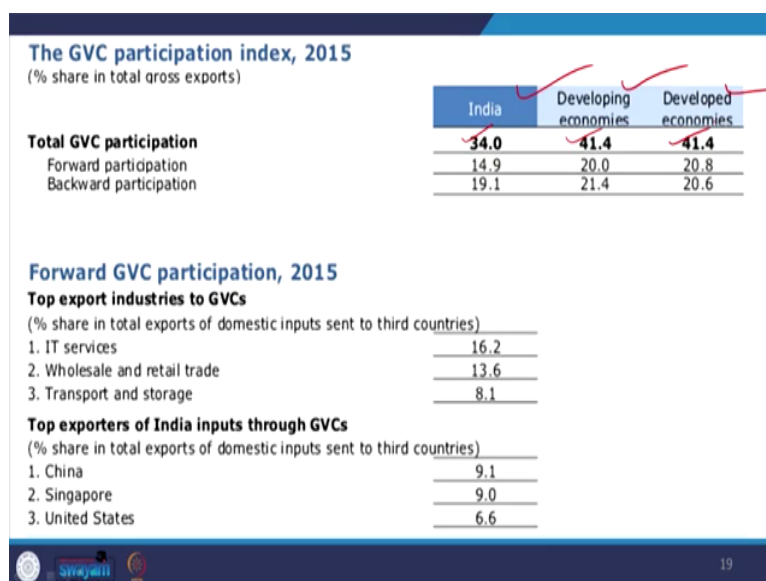 The GVC participation index, 2015
(% share in total gross exports)
India Developing economies Developed economies
Total GVC participation 34.0 41.4 41.4
Forward participation 14.9 20.0 20.8
Backward participation 19.1 21.4 20.6
Forward GVC participation, 2015
Top export industries to GVCs
(% share in total exports of domestic inputs sent to third countries)
1. IT services 16.2
2. Wholesale and retail trade 13.6
3. Transport and storage 8.1
Top exporters of India inputs through GVCs
(% share in total exports of domestic inputs sent to third countries)
1. China 9.1
2. Singapore 9.0
3. United States 6.6
swayam 19